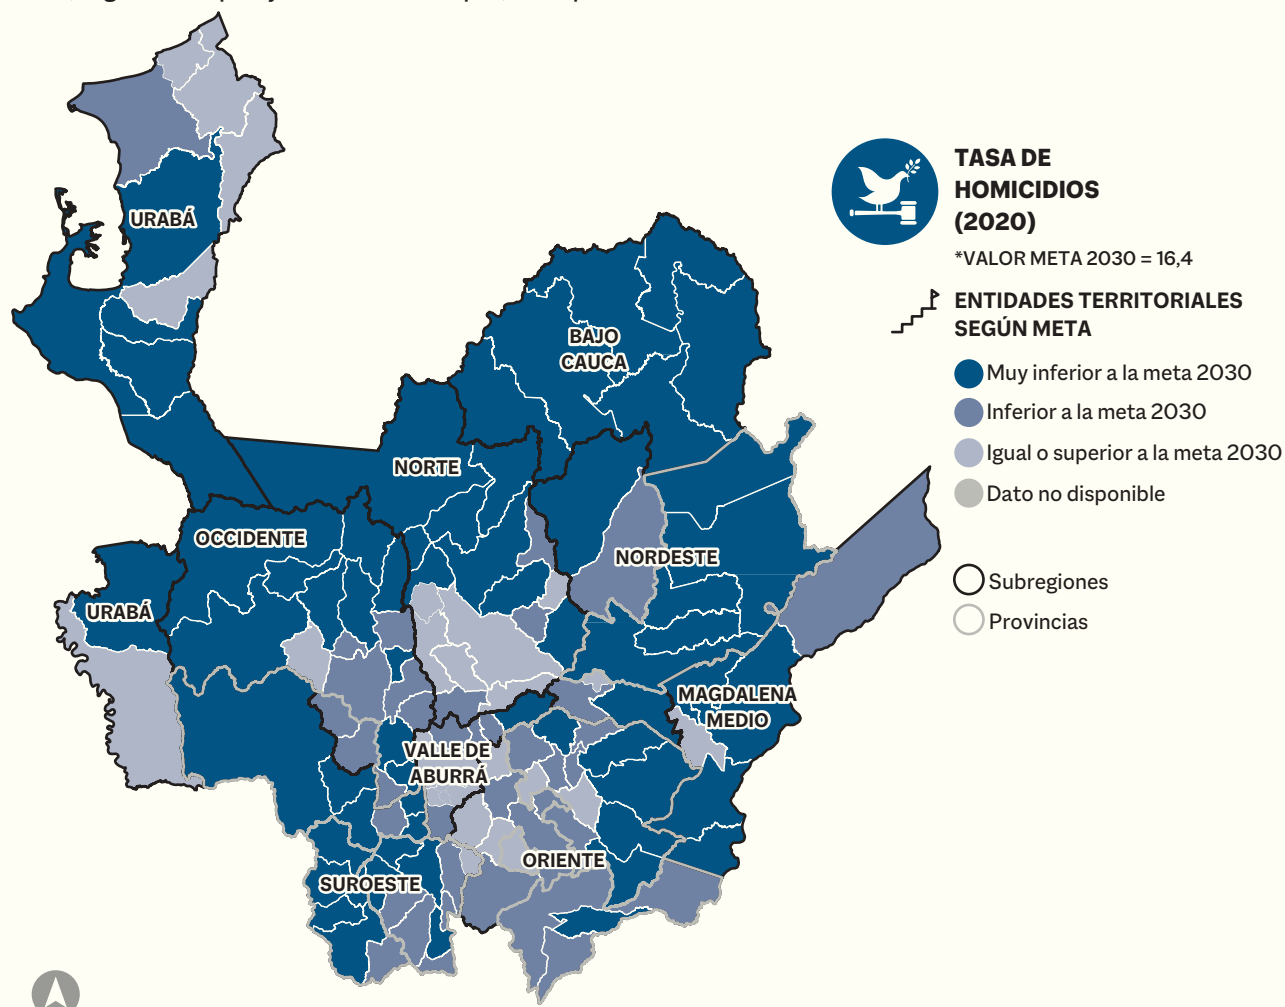 URABÁ
BAJO
CAUCA
NORTE
OCCIDENTE
NORDESTE
URABÁ
MAGDALENA
MEDIO
VALLE DE
ABURRÁ
ORIENTE
SUROESTE
TASA DE
HOMICIDIOS
(2020)
*VALOR META 2030 = 16,4
ENTIDADES TERRITORIALES
SEGÚN META
Muy inferior a la meta 2030
Inferior a la meta 2030
Igual o superior a la meta 2030
Dato no disponible
Subregiones
Provincias